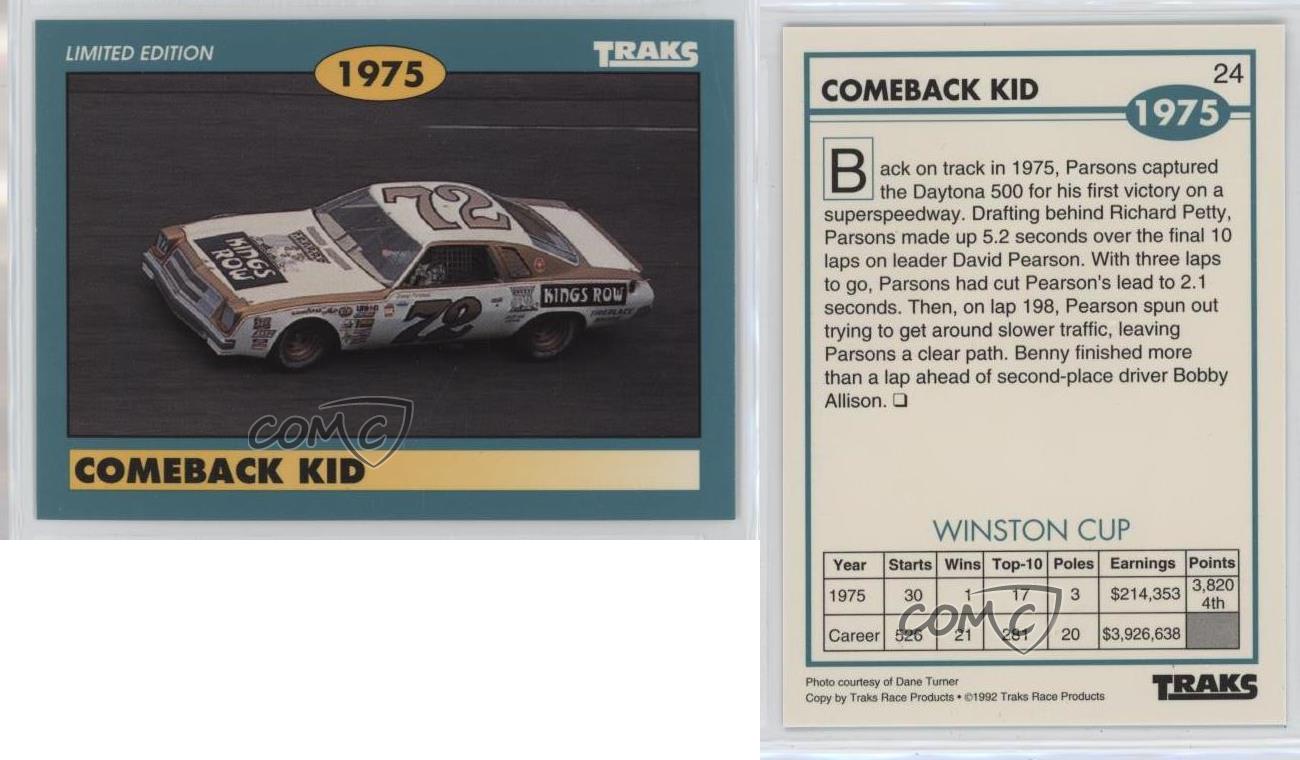 LIMITED EDITION
1975
TRAKS
72
KINGS ROW
72
KINGS ROW
FIREPLACE
COMC
COMEBACK KID
24
COMEBACK KID
1975
Back on track in 1975, Parsons captured
the Daytona 500 for his first victory on a
superspeedway. Drafting behind Richard Petty,
Parsons made up 5.2 seconds over the final 10
laps on leader David Pearson. With three laps
to go, Parsons had cut Pearson's lead to 2.1
seconds. Then, on lap 198, Pearson spun out
trying to get around slower traffic, leaving
Parsons a clear path. Benny finished more
than a lap ahead of second-place driver Bobby
Allison. ❑
WINSTON CUP
Year Starts Wins Top-10 Poles Earnings Points
1975 30 1 17 3 $214,353 3,820 4th
Career 526 21 281 20 $3,926,638
COMC
Photo courtesy of Dane Turner
Copy by Traks Race Products • ©1992 Traks Race Products
TRAKS